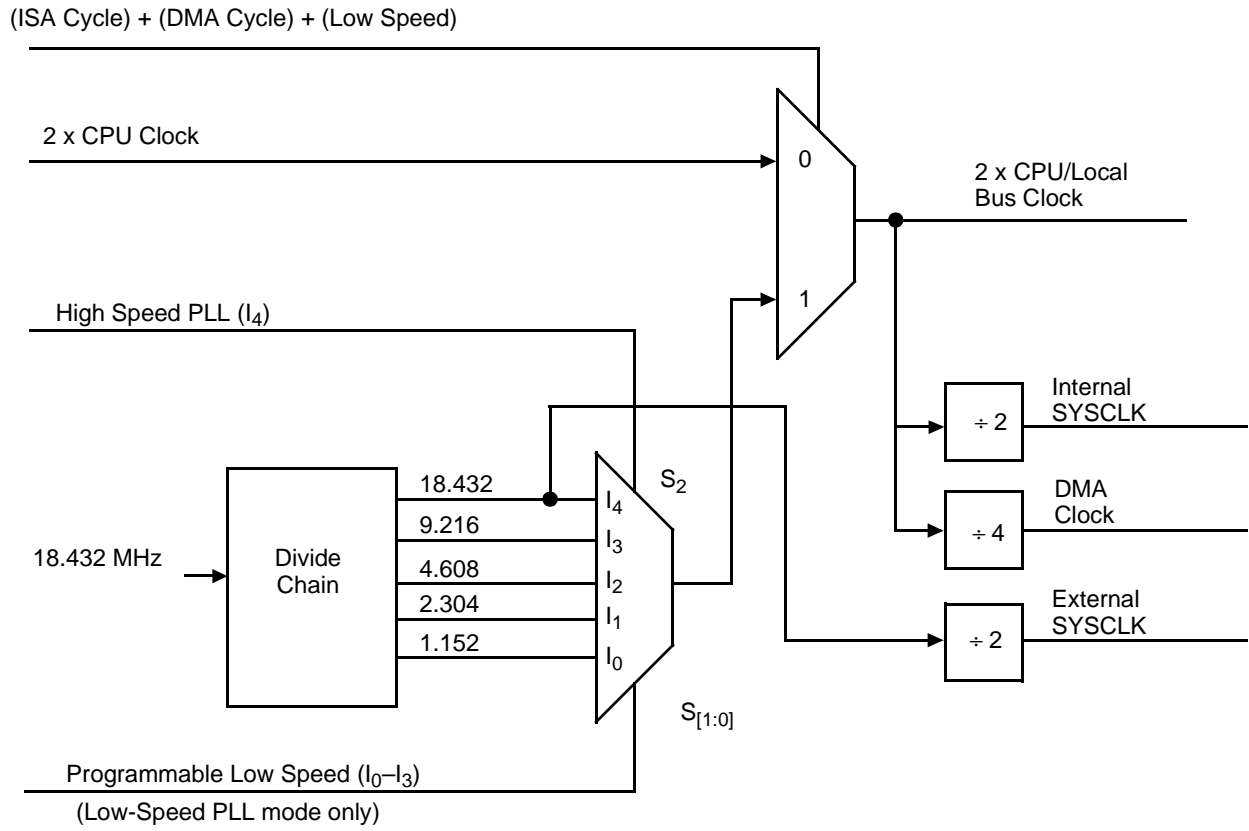 (ISA Cycle) + (DMA Cycle) + (Low Speed)
2 x CPU Clock
0
2 x CPU/Local
Bus Clock
1
High Speed PLL (I4)
Internal
SYSCLK
÷ 2
S2
18.432
I4
DMA
Clock
÷ 4
9.216
I3
18.432 MHz
Divide
Chain
4.608
I2
2.304
I1
External
SYSCLK
÷ 2
1.152
I0
S[1:0]
Programmable Low Speed (I0–I3)
(Low-Speed PLL mode only)